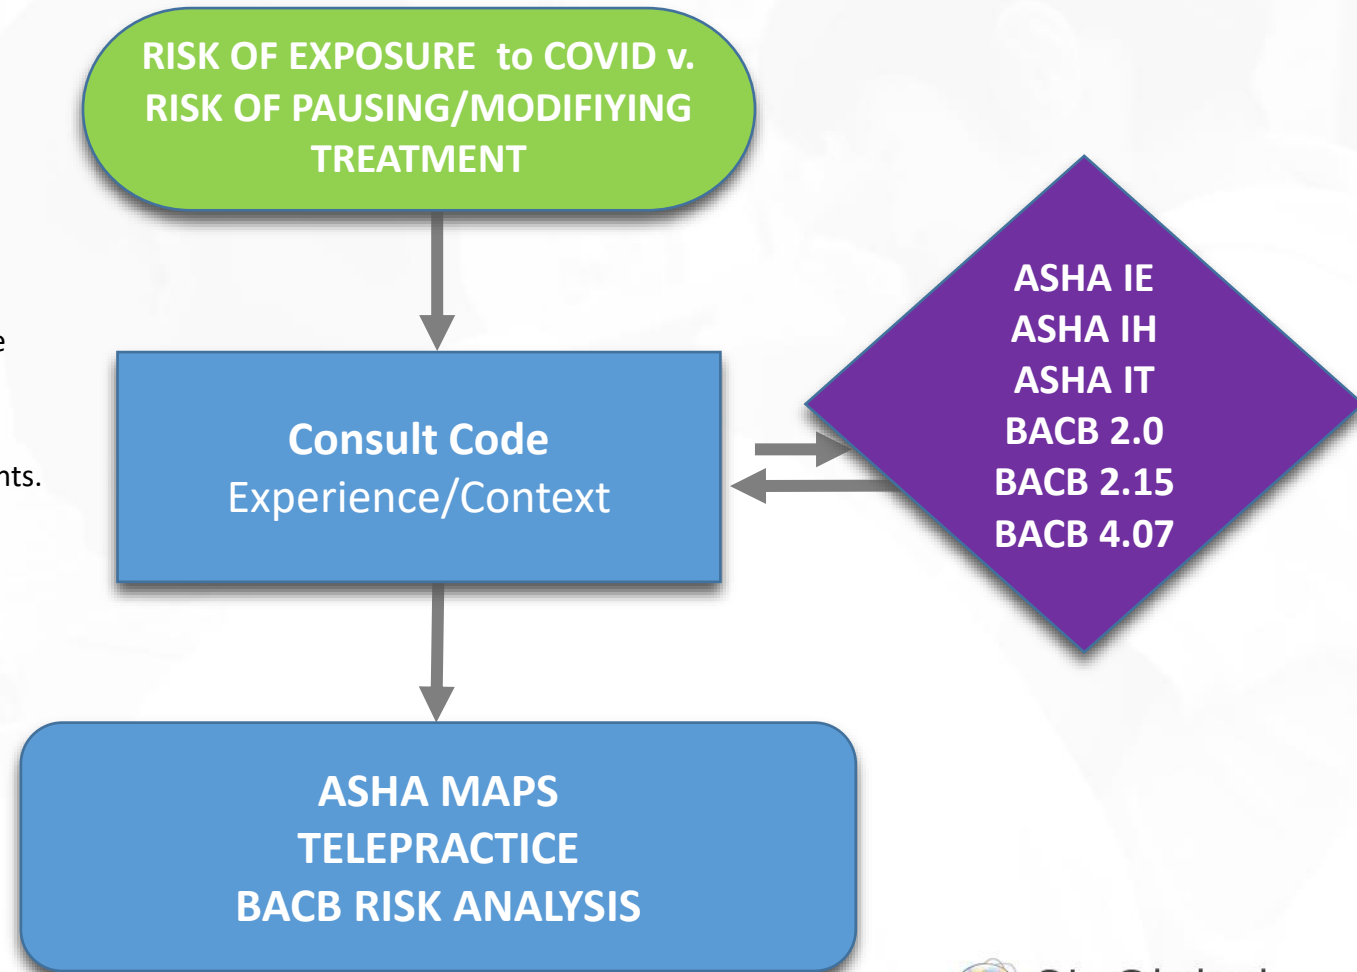 RISK OF EXPOSURE to COVID v.
RISK OF PAUSING/MODIFIYING
TREATMENT
nts.
Consult Code
Experience/Context
ASHA IE
ASHA IH
ASHA IT
BACB 2.0
BACB 2.15
BACB 4.07
ASHA MAPS
TELEPRACTICE
BACB RISK ANALYSIS